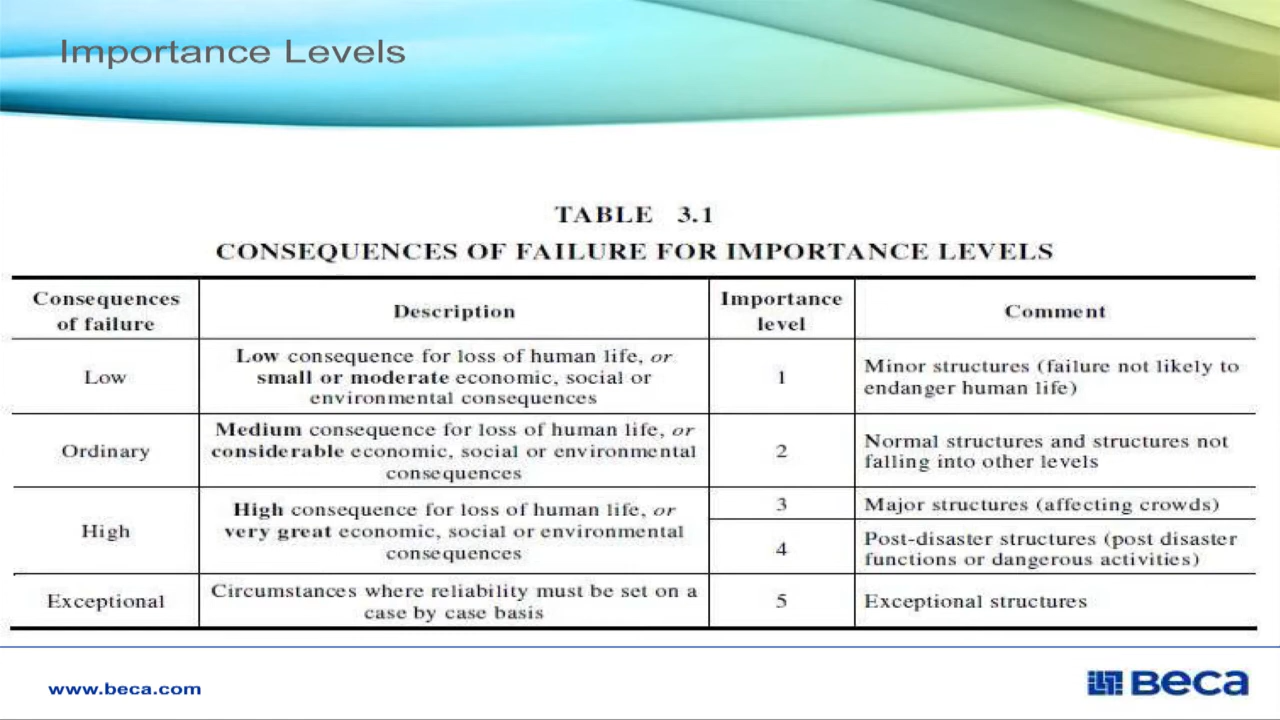 Importance Levels
TABLE 3.1
CONSEQUENCES OF FAILURE FOR IMPORTANCE LEVELS
Consequences
of failure
Description
Importance
level
Comment
Low
Low consequence for loss of human life, or
small or moderate economic, social or
environmental consequences
1
Minor structures (failure not likely to
endanger human life)
Ordinary
Medium consequence for loss of human life, or
considerable economic, social or environmental
consequences
2
Normal structures and structures not
falling into other levels
High
High consequence for loss of human life, or
very great economic, social or environmental
consequences
3
Major structures (affecting crowds)
4
Post-disaster structures (post disaster
functions or dangerous activities)
Exceptional
Circumstances where reliability must be set on a
case by case basis
5
Exceptional structures
www.beca.com
Beca